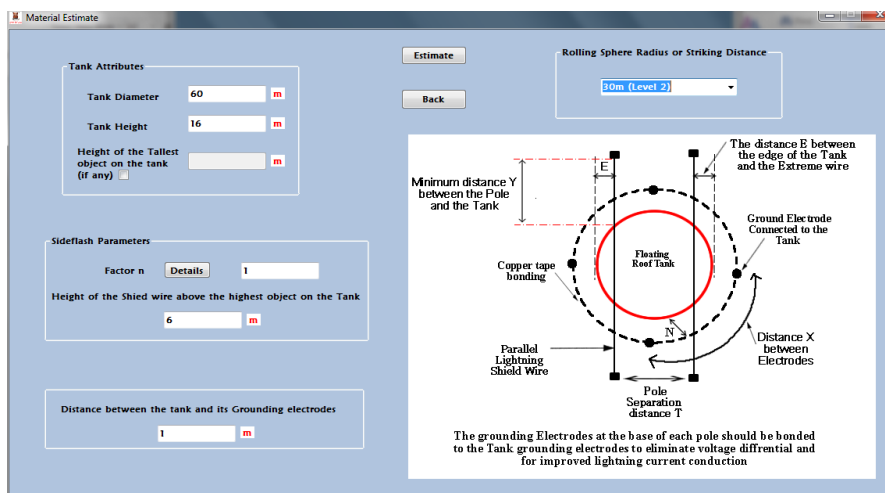 Material Estimate
Tank Attributes
Tank Diameter
60
m
Tank Height
16
m
Height of the Tallest
object on the tank
(if any)
m
Sideflash Parameters
Factor n
Details
1
Height of the Shied wire above the highest object on the Tank
6
m
Distance between the tank and its Grounding electrodes
1
m
Estimate
Back
Rolling Sphere Radius or Striking Distance
30m (Level 2)
The distance E between
the edge of the Tank
and the Extreme wire
E
Minimum distance Y
between the Pole
and the Tank
Ground Electrode
Connected to the
Tank
Floating
Roof Tank
Copper tape
bonding
N
Distance X
between
Electrodes
Parallel
Lightning
Shield Wire
Pole
Separation
distance T
The grounding Electrodes at the base of each pole should be bonded
to the Tank grounding electrodes to eliminate voltage diffrential and
for improved lightning current conduction